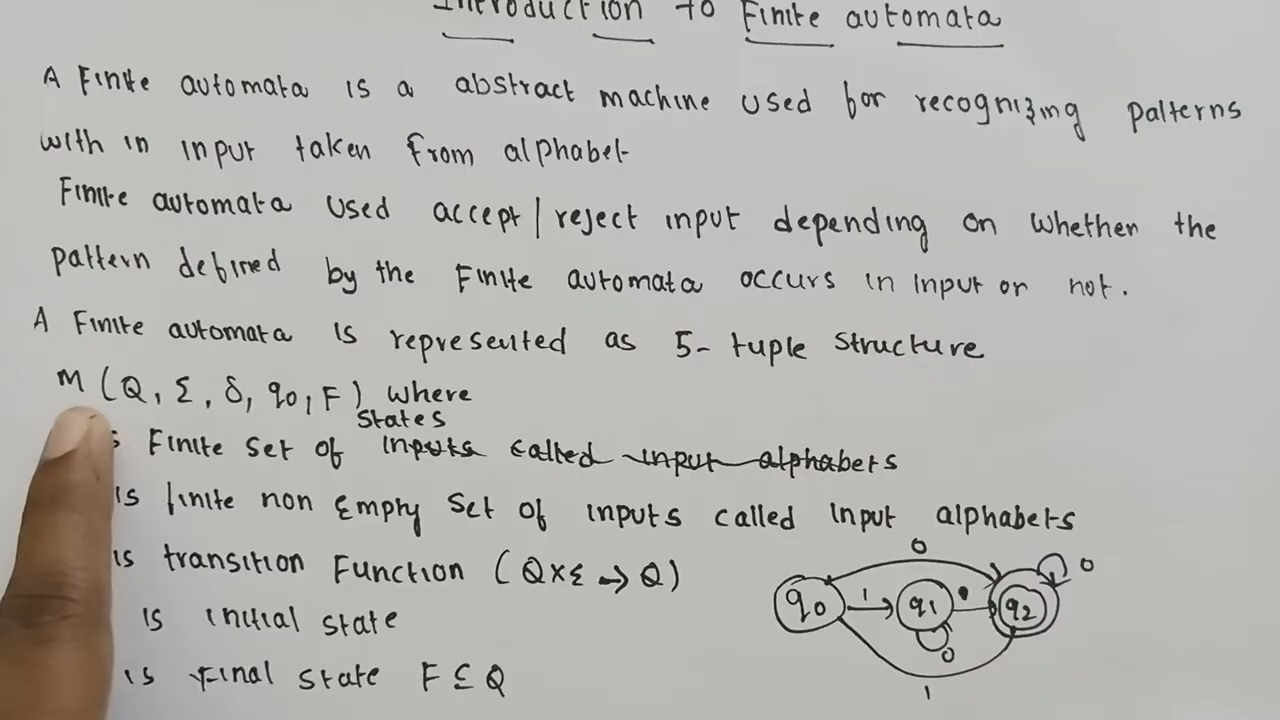 Introduction to Finite automata
A Finite automata is a abstract machine used for recognizing patterns
with in input taken from alphabet
Finite automata used accept/reject input depending on whether the
pattern defined by the Finite automata occurs in input or not.
A Finite automata is represented as 5-tuple structure
M (Q, Σ, δ, q0, F) where
states
s Finite set of inputs called input alphabets
is finite non Empty set of inputs called input alphabets
is transition Function (Q×Σ → Q)
is initial state
is final state F ⊆ Q
0
0
q0 1 q1 q2
0
1